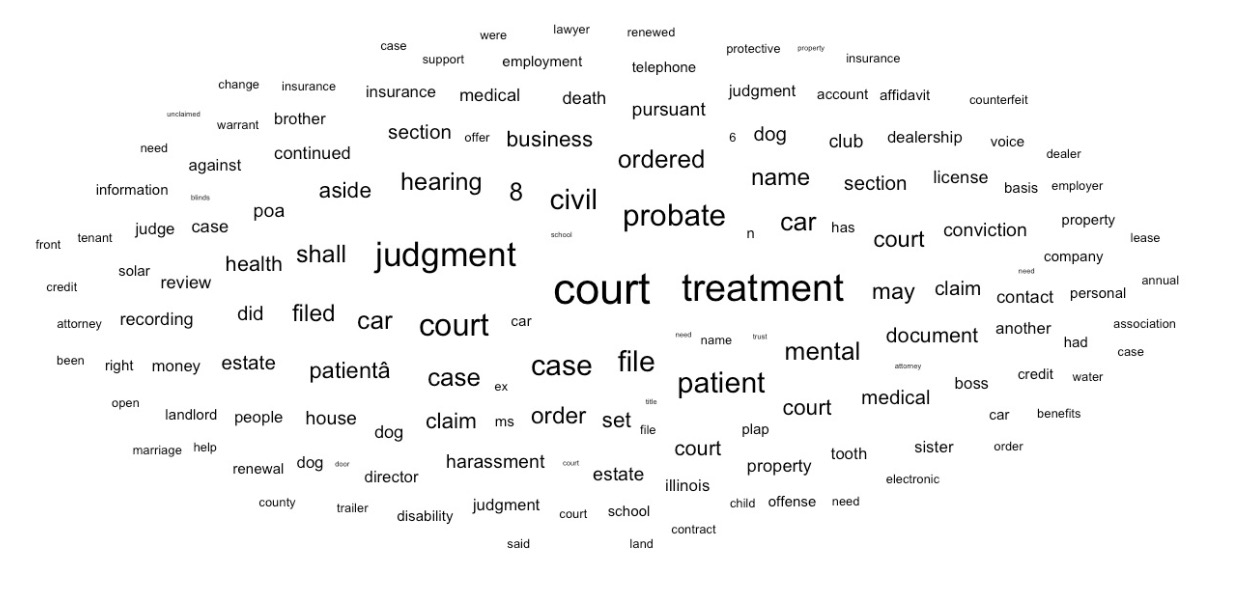 were lawyer renewed
case support employment telephone protective property insurance
change insurance insurance medical death pursuant judgment account affidavit counterfeit
unclaimed warrant brother section offer business 6 dog club dealership voice
need against continued ordered dealer
information blinds aside hearing 8 civil name section license basis employer
front tenant judge case poa school probate n car has court conviction property lease
solar health shall judgment need company
credit review court treatment may claim contact personal annual
attorney recording did filed car court car document another association
been right money estate patientâ case ex case file need name trust mental had case
open patient attorney medical boss credit water
landlord people house dog claim ms order set title file court plap car benefits
marriage help renewal dog door director harassment court estate court property tooth sister order
illinois electronic
county trailer disability judgment court school child offense need
said land contract